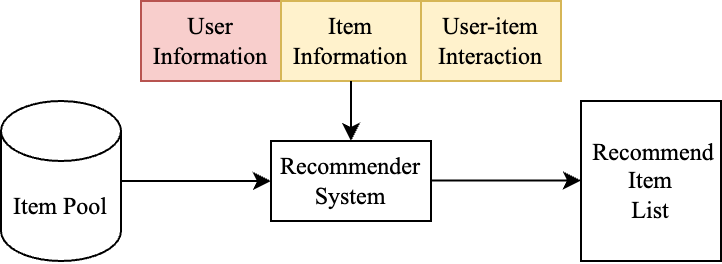 User
Information
Item
Information
User-item
Interaction
Item Pool
Recommender
System
Recommend
Item
List